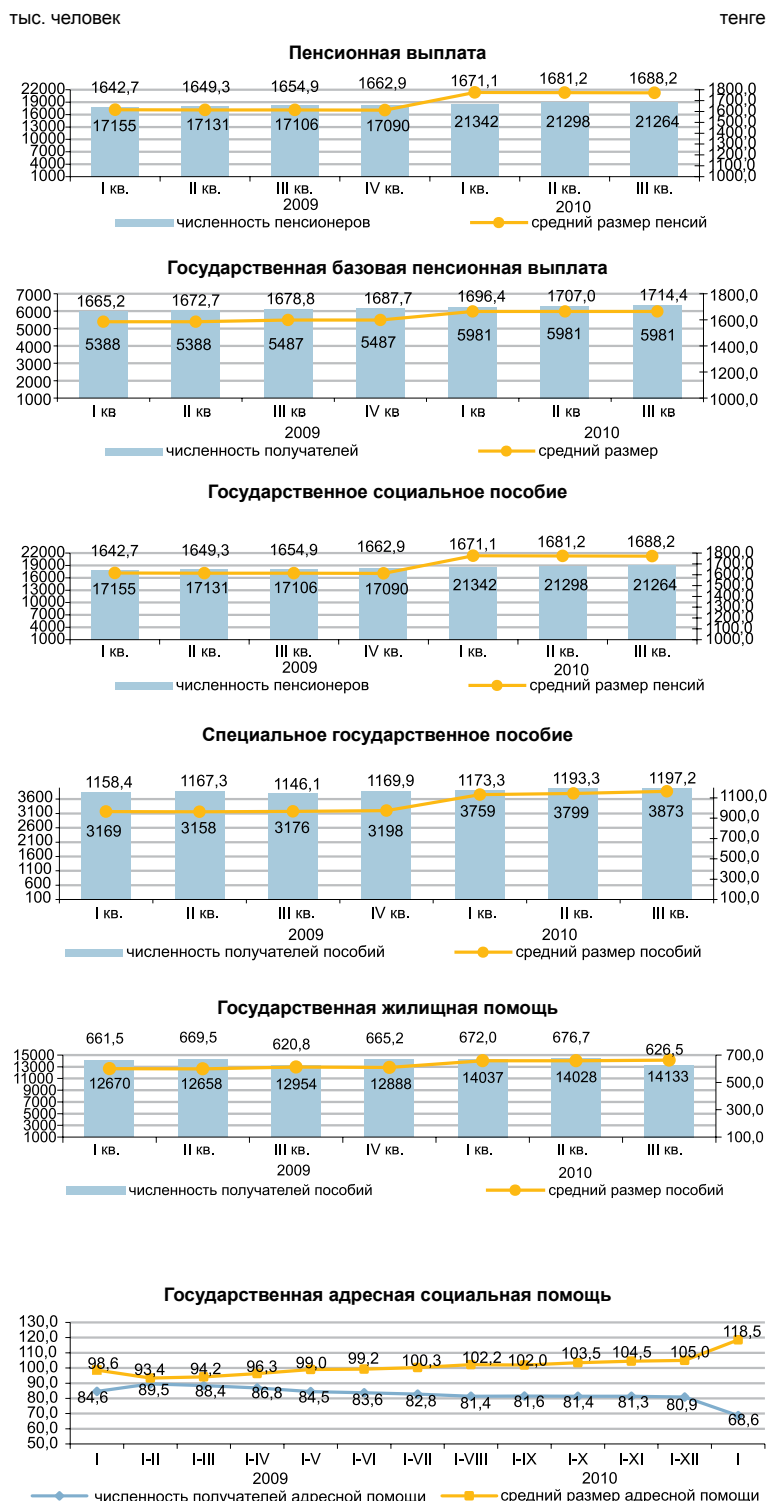 тыс. человек тенге
Пенсионная выплата
1642,7 1649,3 1654,9 1662,9 1671,1 1681,2 1688,2
22000 19000 16000 13000 10000 7000 4000 1000
17155 17131 17106 17090 21342 21298 21264
1800,0 1700,0 1600,0 1500,0 1400,0 1300,0 1200,0 1100,0 1000,0
I кв. II кв. III кв. IV кв. I кв. II кв. III кв.
2009 2010
численность пенсионеров средний размер пенсий
Государственная базовая пенсионная выплата
1665,2 1672,7 1678,8 1687,7 1696,4 1707,0 1714,4
7000 6000 5000 4000 3000 2000 1000
5388 5388 5487 5487 5981 5981 5981
1800,0 1600,0 1400,0 1200,0 1000,0
I кв II кв III кв IV кв I кв II кв III кв
2009 2010
численность получателей средний размер
Государственное социальное пособие
1642,7 1649,3 1654,9 1662,9 1671,1 1681,2 1688,2
22000 19000 16000 13000 10000 7000 4000 1000
17155 17131 17106 17090 21342 21298 21264
1800,0 1700,0 1600,0 1500,0 1400,0 1300,0 1200,0 1100,0 1000,0
I кв. II кв. III кв. IV кв. I кв. II кв. III кв.
2009 2010
численность пенсионеров средний размер пенсий
Специальное государственное пособие
1158,4 1167,3 1146,1 1169,9 1173,3 1193,3 1197,2
3600 3100 2600 2100 1600 1100 600 100
3169 3158 3176 3198 3759 3799 3873
1100,0 900,0 700,0 500,0 300,0 100,0
I кв. II кв. III кв. IV кв. I кв. II кв. III кв.
2009 2010
численность получателей пособий средний размер пособий
Государственная жилищная помощь
661,5 669,5 620,8 665,2 672,0 676,7 626,5
15000 13000 11000 9000 7000 5000 3000 1000
12670 12658 12954 12888 14037 14028 14133
700,0 500,0 300,0 100,0
I кв. II кв. III кв. IV кв. I кв. II кв. III кв.
2009 2010
численность получателей пособий средний размер пособий
Государственная адресная социальная помощь
130,0 120,0 110,0 100,0 90,0 80,0 70,0 50,0
98,6 93,4 94,2 96,3 99,0 99,2 100,3 102,2 102,0 103,5 104,5 105,0 118,5
84,6 89,5 88,4 86,8 84,5 83,6 82,8 81,4 81,6 81,4 81,3 80,9 68,6
I I-II I-III I-IV I-V I-VI I-VII I-VIII I-IX I-X I-XI I-XII I
2009 2010
численность получателей адресной помощи средний размер адресной помощи